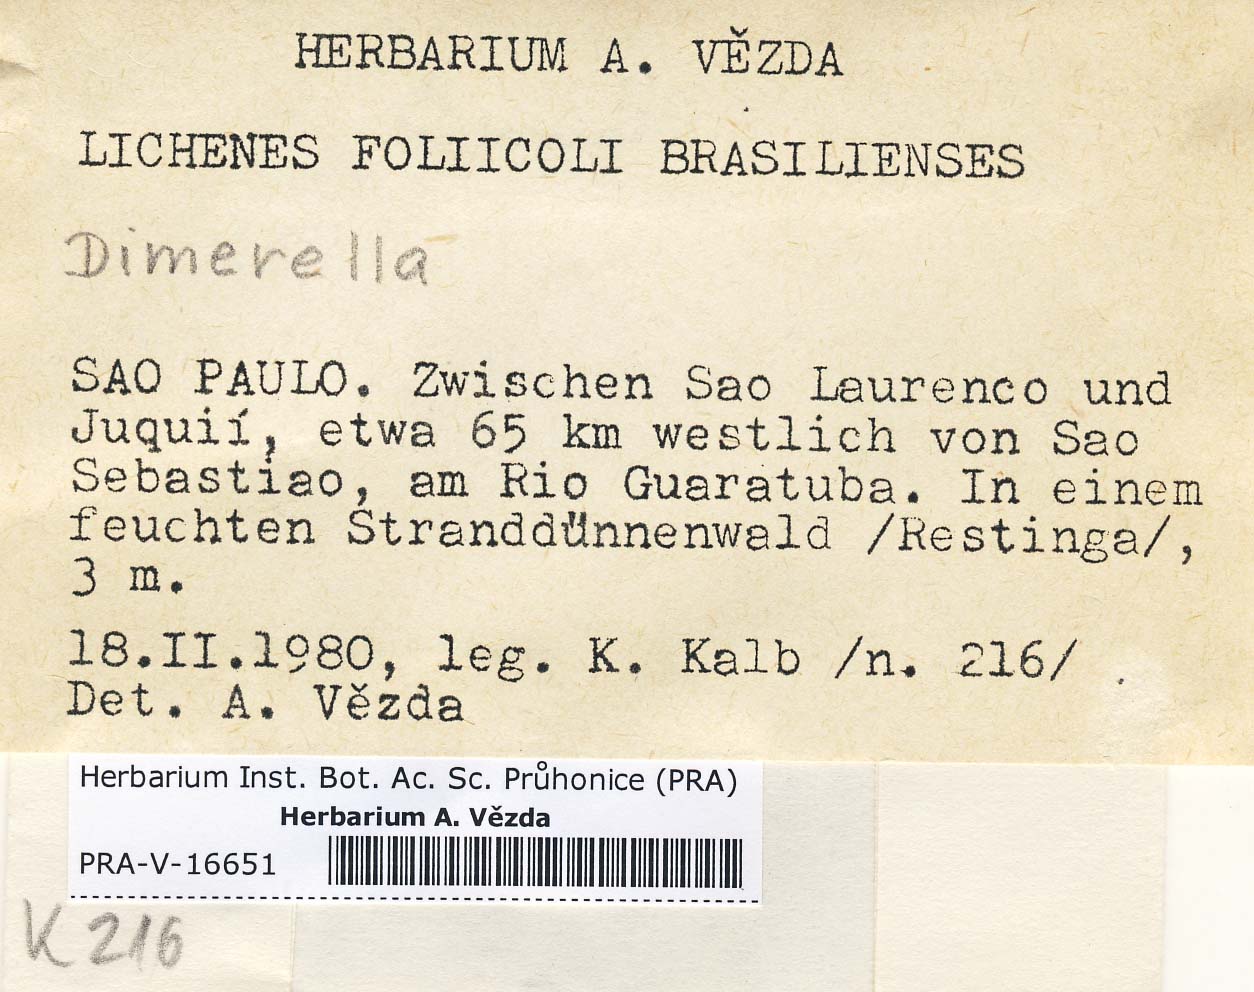 HERBARIUM A. VĚZDA
LICHENES FOLIICOLI BRASILIENSES
Dimerella
SAO PAULO. Zwischen Sao Laurenco und
Juquií, etwa 65 km westlich von Sao
Sebastiao, am Rio Guaratuba. In einem
feuchten Stranddünnenwald /Restinga/,
3 m.
18.II.1980, leg. K. Kalb /n. 216/
Det. A. Vězda
Herbarium Inst. Bot. Ac. Sc. Průhonice (PRA)
Herbarium A. Vězda
PRA-V-16651
K 216